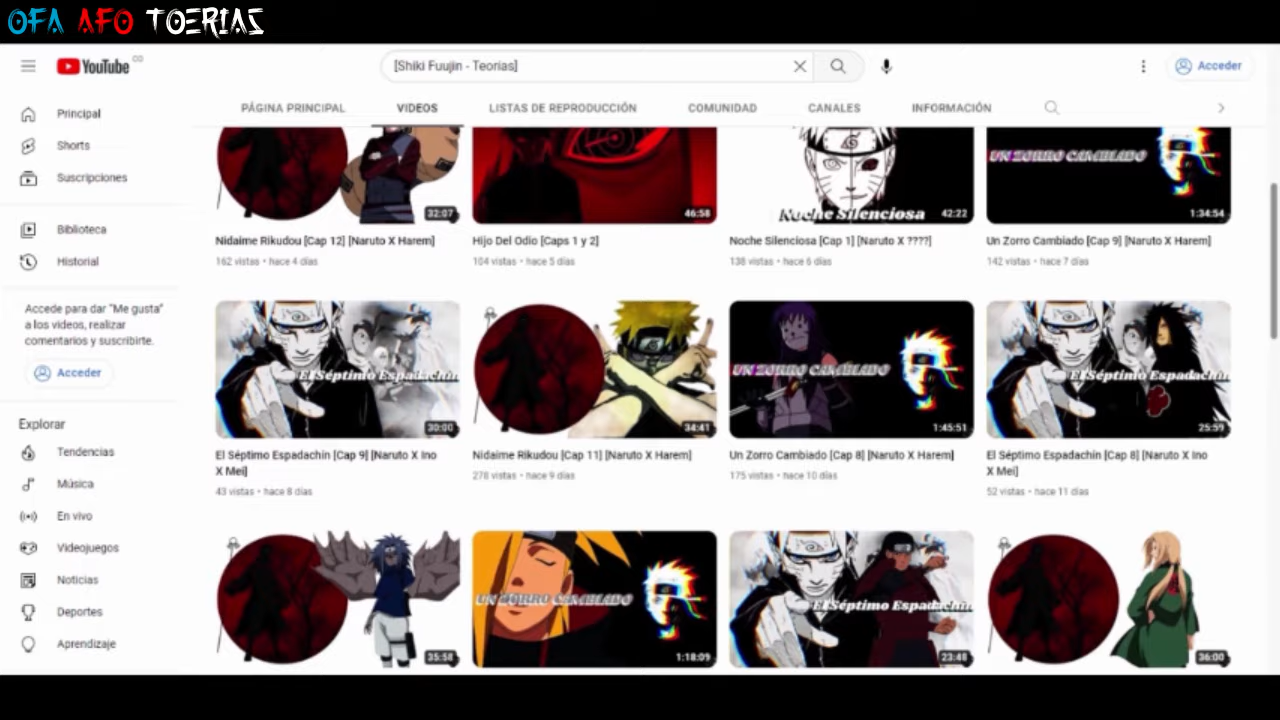 OFA AFO TOERIAS
YouTube CO
[Shiki Fuujin - Teorias]
Acceder
PÁGINA PRINCIPAL VIDEOS LISTAS DE REPRODUCCIÓN COMUNIDAD CANALES INFORMACIÓN
Principal
Shorts
Suscripciones
Biblioteca
Historial
Accede para dar "Me gusta"
a los videos, realizar
comentarios y suscribirte.
Acceder
Explorar
Tendencias
Música
En vivo
Videojuegos
Noticias
Deportes
Aprendizaje
32:07
46:58
Noche Silenciosa
42:22
UN ZORRO CAMBIADO
1:34:54
Nidaime Rikudou [Cap 12] [Naruto X Harem]
162 vistas • hace 4 días
Hijo Del Odio [Caps 1 y 2]
104 vistas • hace 5 días
Noche Silenciosa [Cap 1] [Naruto X ????]
138 vistas • hace 6 días
Un Zorro Cambiado [Cap 9] [Naruto X Harem]
142 vistas • hace 7 días
El Séptimo Espadachin
30:00
34:41
UN ZORRO CAMBIADO
1:45:51
El Séptimo Espadachin
25:59
El Séptimo Espadachin [Cap 9] [Naruto X Ino
X Mei]
43 vistas • hace 8 días
Nidaime Rikudou [Cap 11] [Naruto X Harem]
278 vistas • hace 9 días
Un Zorro Cambiado [Cap 8] [Naruto X Harem]
175 vistas • hace 10 días
El Séptimo Espadachin [Cap 8] [Naruto X Ino
X Mei]
52 vistas • hace 11 días
35:58
UN ZORRO CAMBIADO
1:18:09
El Séptimo Espadachin
23:48
36:00